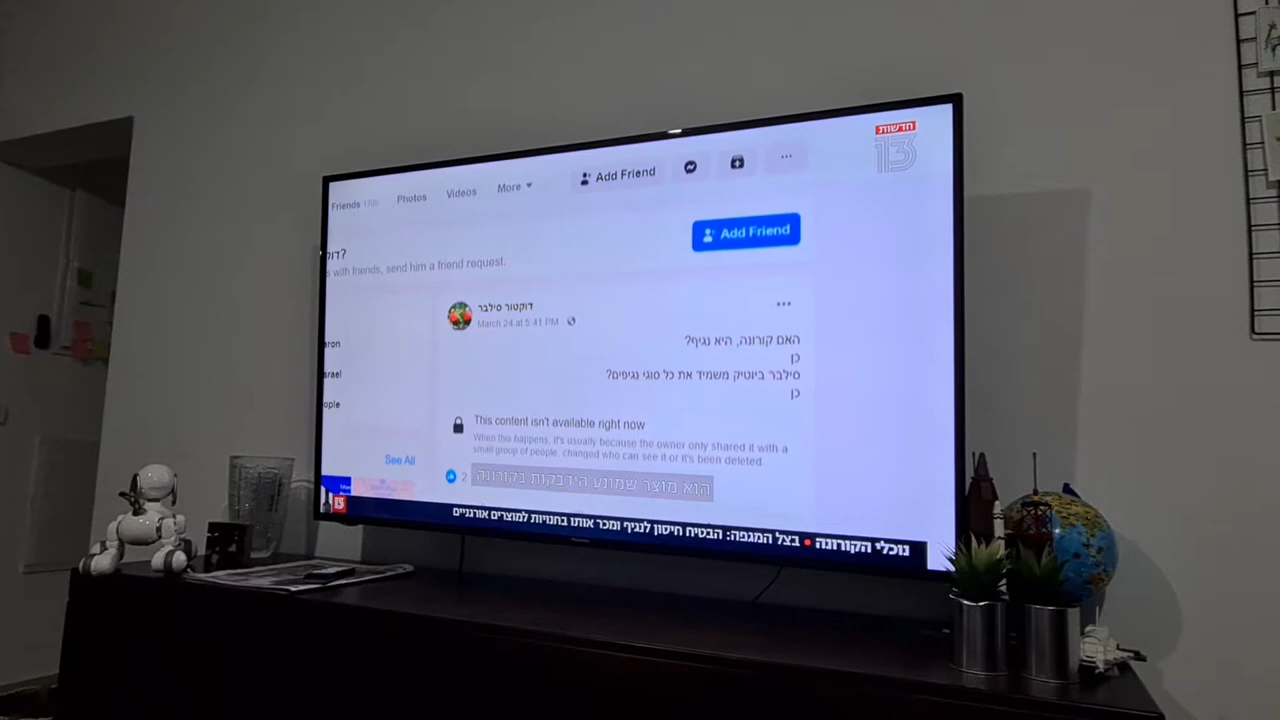 חדשות
13
Friends
Photos
Videos
More
Add Friend
Add Friend
s with friends, send him a friend request.
דוקטור סילבר
March 24 at 5:41 PM
האם קורונה, היא נגיף?
כן
סילבר ביוטיק משמיד את כל סוגי נגיפים?
כן
aron
srael
ople
See All
This content isn't available right now
When this happens, it's usually because the owner only shared it with a
small group of people, changed who can see it or it's been deleted.
2
הוא מוצר שמונע הידבקות בקורונה.
13
נוכלי הקורונה • בצל המגפה: הבטיח חיסון לנגיף ומכר אותו בחנויות למוצרים אורגניים